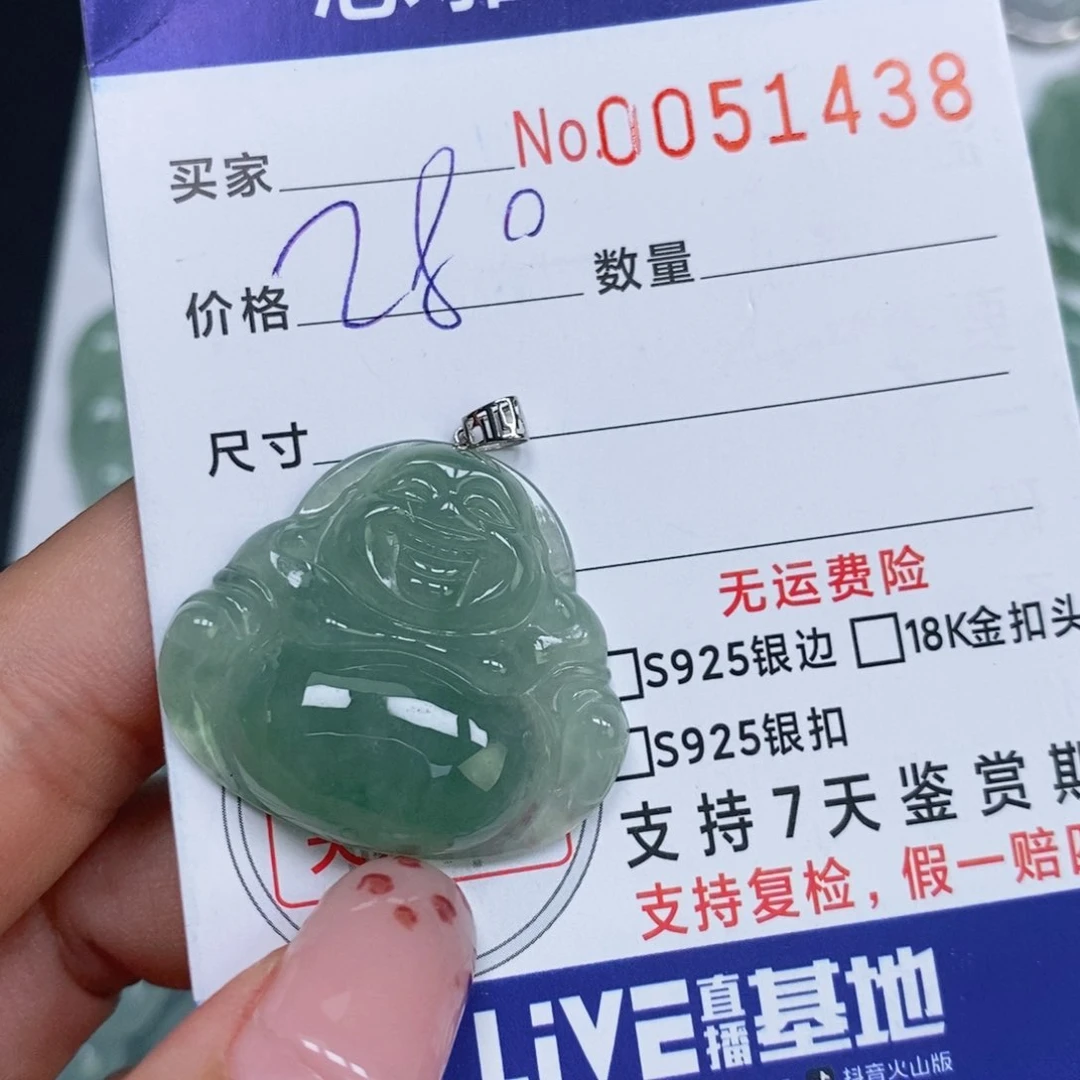 买家 No.0051438
价格 280 数量
尺寸
无运费险
□S925银边 □18K金扣头
□S925银扣
支持7天鉴赏期
支持复检，假一赔四
LiVE直播基地
抖音火山版